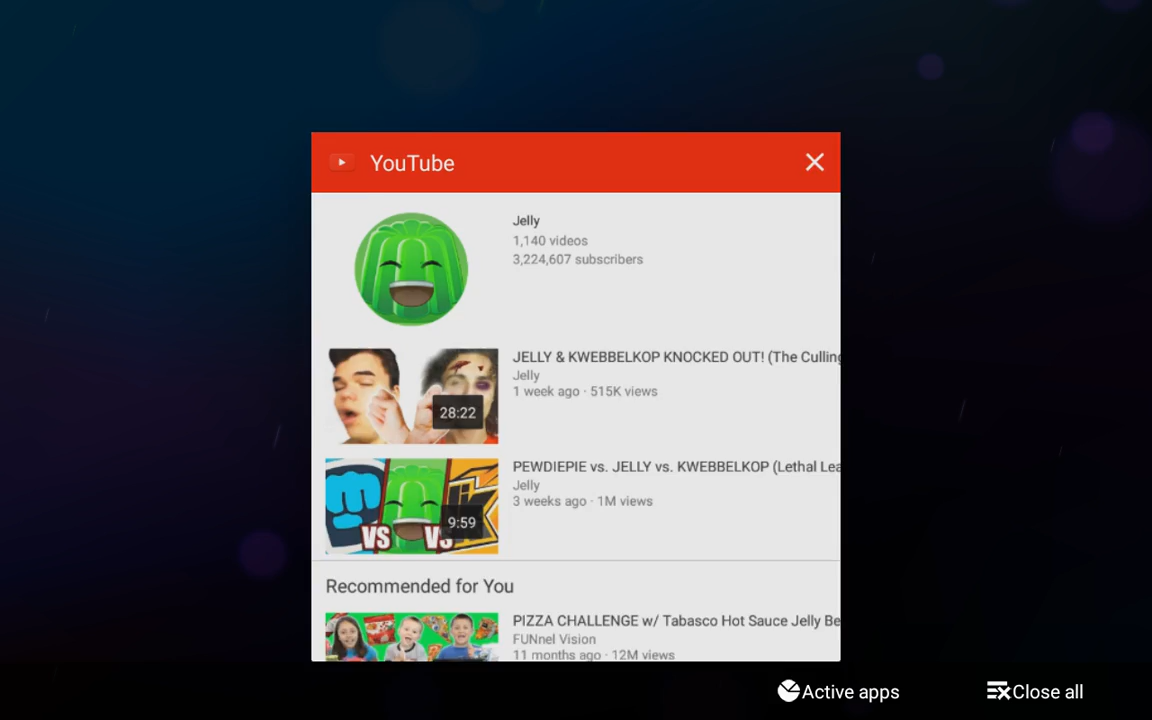 YouTube
Jelly
1,140 videos
3,224,607 subscribers
JELLY & KWEBBELKOP KNOCKED OUT! (The Culling
Jelly
1 week ago · 515K views
28:22
PEWDIEPIE vs. JELLY vs. KWEBBELKOP (Lethal Lea
Jelly
3 weeks ago · 1M views
9:59
VS VS
Recommended for You
PIZZA CHALLENGE w/ Tabasco Hot Sauce Jelly Be
FUNnel Vision
11 months ago · 12M views
Active apps
Close all